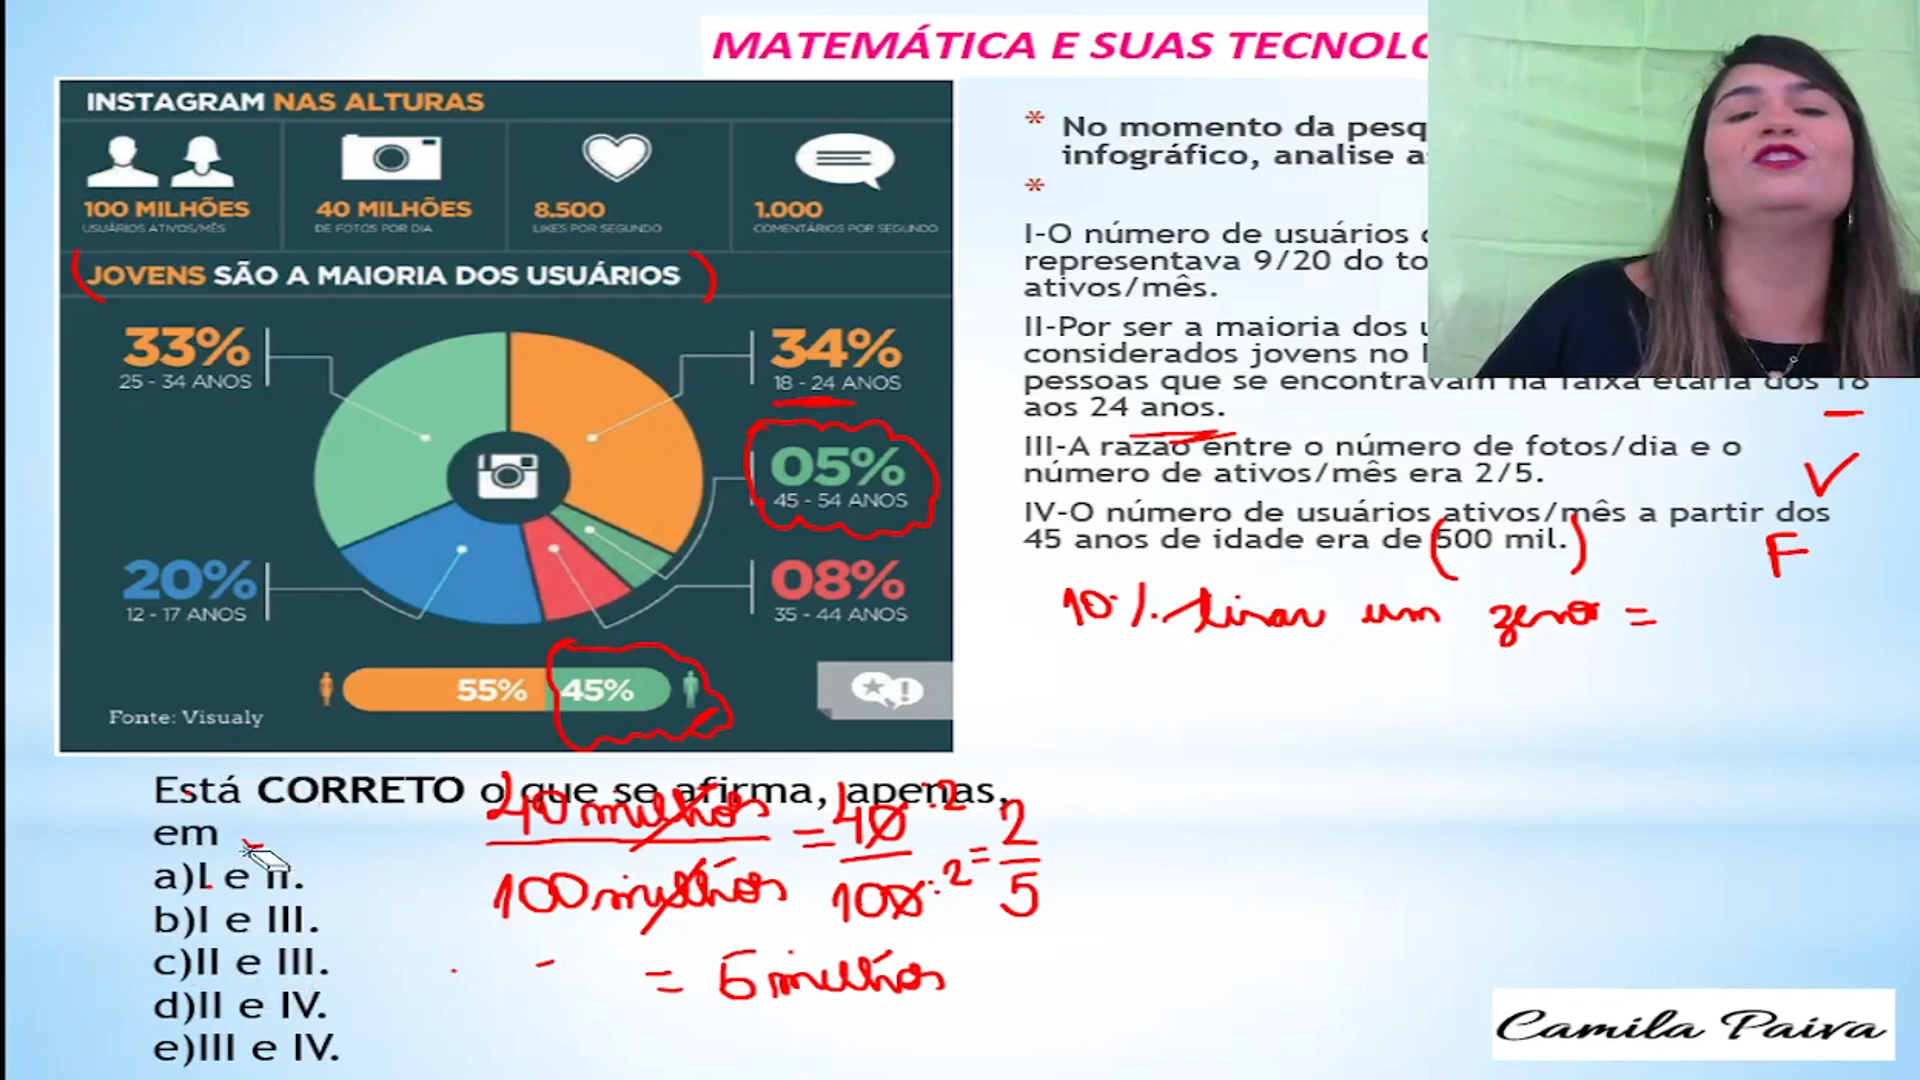 MATEMÁTICA E SUAS TECNOLO
INSTAGRAM NAS ALTURAS
100 MILHÕES
USUÁRIOS ATIVOS/MÊS
40 MILHÕES
DE FOTOS POR DIA
8.500
LIKES POR SEGUNDO
1.000
COMENTÁRIOS POR SEGUNDO
JOVENS SÃO A MAIORIA DOS USUÁRIOS
33%
25 - 34 ANOS
34%
18 - 24 ANOS
05%
45 - 54 ANOS
20%
12 - 17 ANOS
08%
35 - 44 ANOS
55% 45%
Fonte: Visualy
* No momento da pesq
infográfico, analise a
*
I-O número de usuários
representava 9/20 do to
ativos/mês.
II-Por ser a maioria dos
considerados jovens no
pessoas que se encontravam na faixa etária dos 18
aos 24 anos.
III-A razão entre o número de fotos/dia e o
número de ativos/mês era 2/5.
IV-O número de usuários ativos/mês a partir dos
45 anos de idade era de (500 mil.)
F
10% tirar um zero =
Está CORRETO o que se afirma, apenas,
em
a)I e II.
b)I e III.
c)II e III.
d)II e IV.
e)III e IV.
40 milhões = 40 :2 = 2
100 milhões 100 :2 5
= 5 milhões
Camila Paiva